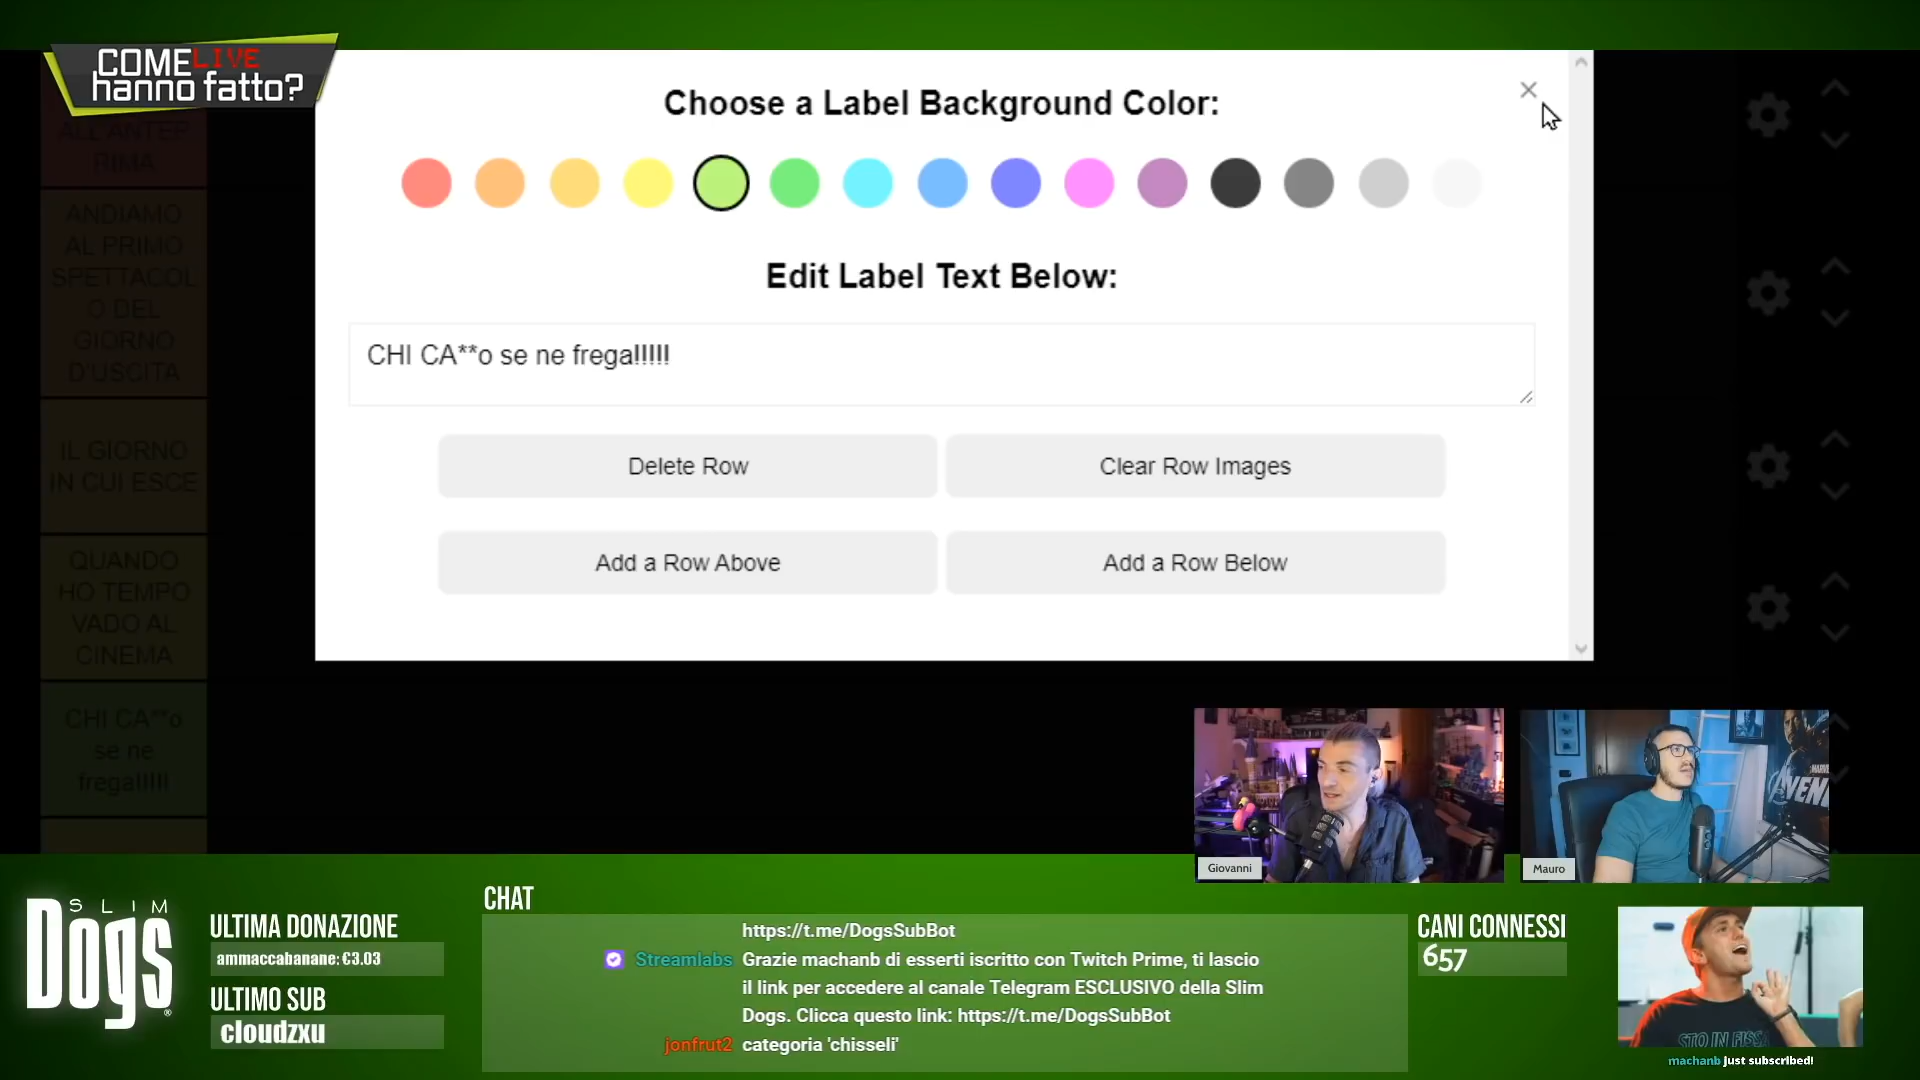 COME LIVE
hanno fatto?
Choose a Label Background Color:
ALL'ANTEP
RIMA
ANDIAMO
AL PRIMO
SPETTACOL
O DEL
GIORNO
D'USCITA
Edit Label Text Below:
CHI CA**o se ne frega!!!!!
IL GIORNO
IN CUI ESCE
Delete Row
Clear Row Images
QUANDO
HO TEMPO
VADO AL
CINEMA
Add a Row Above
Add a Row Below
CHI CA**o
se ne
frega!!!!!
Giovanni
Mauro
SLIM
Dogs
ULTIMA DONAZIONE
ammaccabanane: €3.03
ULTIMO SUB
cloudzxu
CHAT
https://t.me/DogsSubBot
Streamlabs Grazie machanb di esserti iscritto con Twitch Prime, ti lascio
il link per accedere al canale Telegram ESCLUSIVO della Slim
Dogs. Clicca questo link: https://t.me/DogsSubBot
jonfrut2 categoria 'chisseli'
CANI CONNESSI
657
machanb just subscribed!